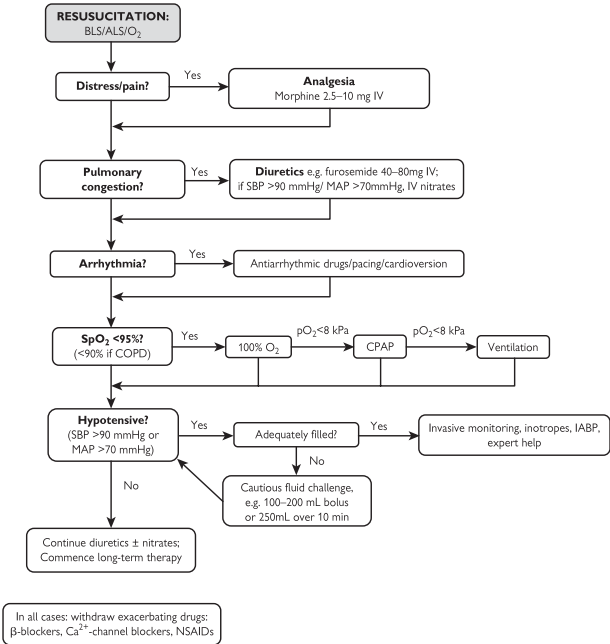 RESUSUCITATION:
BLS/ALS/O₂
Distress/pain?
Yes
Analgesia
Morphine 2.5–10 mg IV
Pulmonary
congestion?
Yes
Diuretics e.g. furosemide 40–80mg IV;
if SBP >90 mmHg/ MAP >70mmHg, IV nitrates
Arrhythmia?
Yes
Antiarrhythmic drugs/pacing/cardioversion
SpO₂ <95%?
(<90% if COPD)
Yes
100% O₂
pO₂<8 kPa
CPAP
pO₂<8 kPa
Ventilation
Hypotensive?
(SBP >90 mmHg or
MAP >70 mmHg)
Yes
Adequately filled?
Yes
Invasive monitoring, inotropes, IABP,
expert help
No
Cautious fluid challenge,
e.g. 100–200 mL bolus
or 250mL over 10 min
No
Continue diuretics ± nitrates;
Commence long-term therapy
In all cases: withdraw exacerbating drugs:
β-blockers, Ca²⁺-channel blockers, NSAIDs